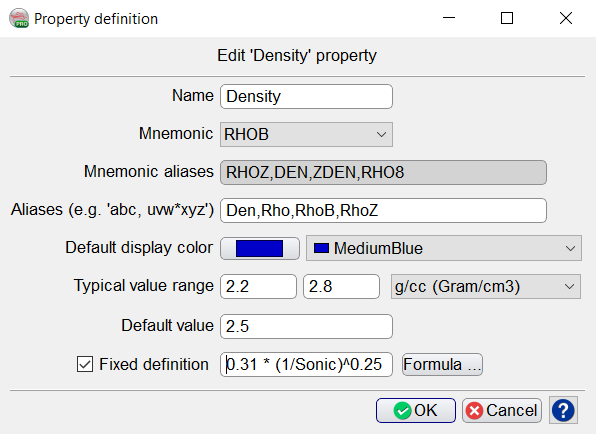 Property definition
Edit 'Density' property
Name Density
Mnemonic RHOB
Mnemonic aliases RHOZ,DEN,ZDEN,RHO8
Aliases (e.g. 'abc, uvw*xyz') Den,Rho,RhoB,RhoZ
Default display color MediumBlue
Typical value range 2.2 2.8 g/cc (Gram/cm3)
Default value 2.5
Fixed definition 0.31 * (1/Sonic)^0.25 Formula ...
OK Cancel ?